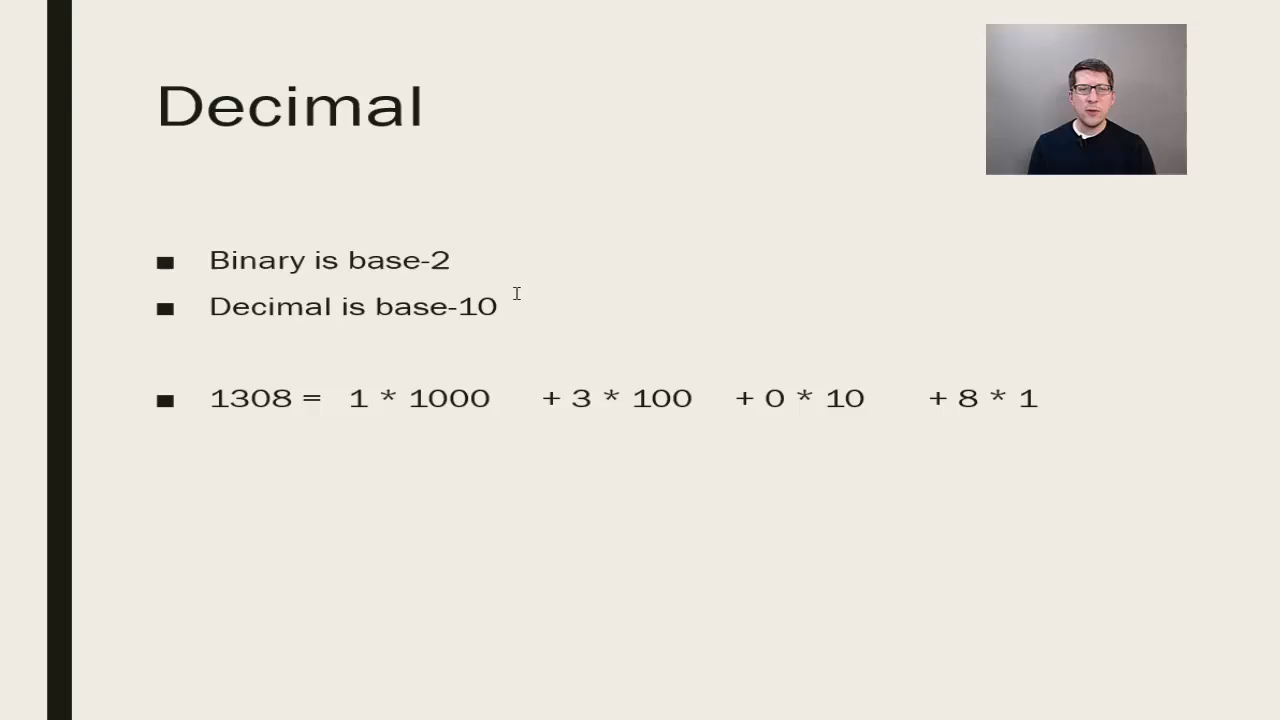 Decimal
Binary is base-2
Decimal is base-10
1308 = 1 * 1000 + 3 * 100 + 0 * 10 + 8 * 1